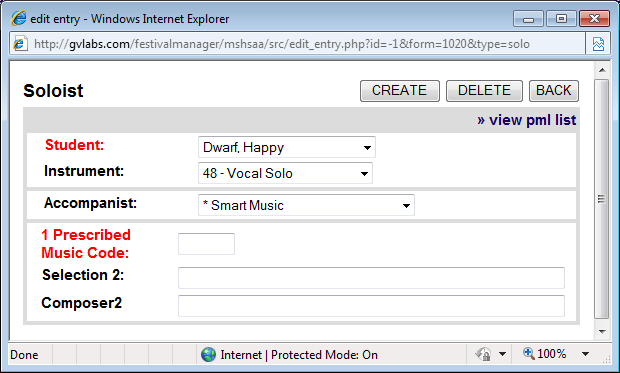 edit entry - Windows Internet Explorer
http://gvlabs.com/festivalmanager/mshsaa/src/edit_entry.php?id=-1&form=1020&type=solo
Soloist CREATE DELETE BACK
» view pml list
Student: Dwarf, Happy
Instrument: 48 - Vocal Solo
Accompanist: * Smart Music
1 Prescribed
Music Code:
Selection 2:
Composer2
Done Internet | Protected Mode: On 100%